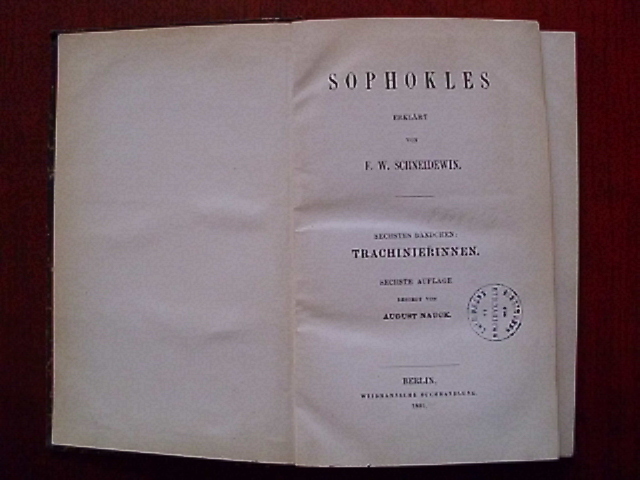 SOPHOKLES
ERKLÄRT
VON
F. W. SCHNEIDEWIN.
SECHSTES BÄNDCHEN:
TRACHINIERINNEN.
SECHSTE AUFLAGE
BESORGT VON
AUGUST NAUCK.
BERLIN,
WEIDMANNSCHE BUCHHANDLUNG.